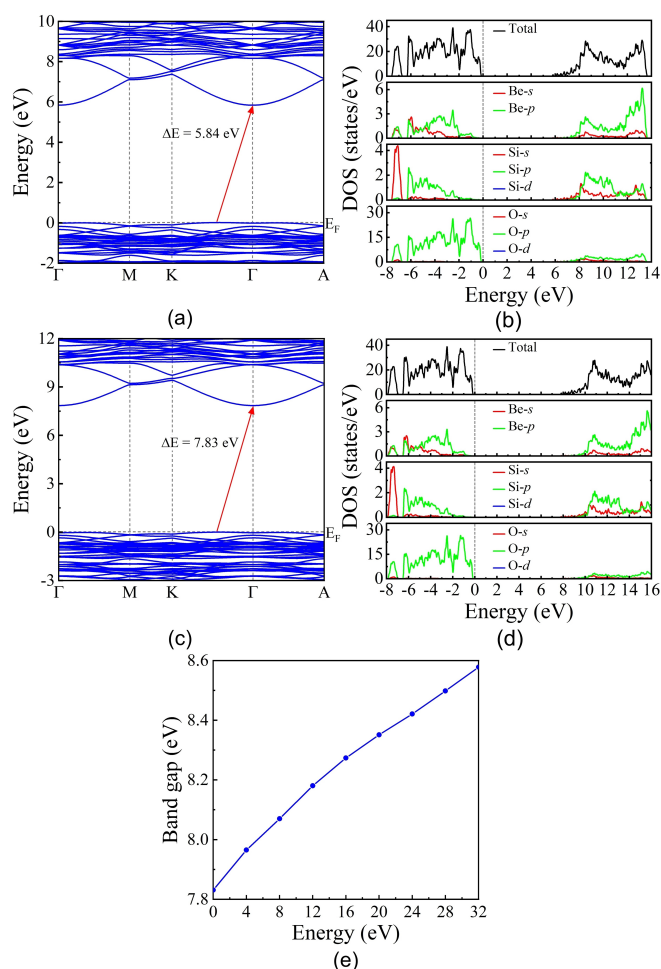 10
8
6
4
2
0
-2
Energy (eV)
ΔE = 5.84 eV
E_F
Γ M K Γ A
(a)
40
20
0
Total
6
3
0
Be-s
Be-p
4
2
0
Si-s
Si-p
Si-d
30
15
0
O-s
O-p
O-d
DOS (states/eV)
-8 -6 -4 -2 0 2 4 6 8 10 12 14
Energy (eV)
(b)
12
9
6
3
0
-3
Energy (eV)
ΔE = 7.83 eV
E_F
Γ M K Γ A
(c)
40
20
0
Total
6
3
0
Be-s
Be-p
4
2
0
Si-s
Si-p
Si-d
30
15
0
O-s
O-p
O-d
DOS (states/eV)
-8 -6 -4 -2 0 2 4 6 8 10 12 14 16
Energy (eV)
(d)
8.6
8.4
8.2
8.0
7.8
Band gap (eV)
0 4 8 12 16 20 24 28 32
Energy (eV)
(e)